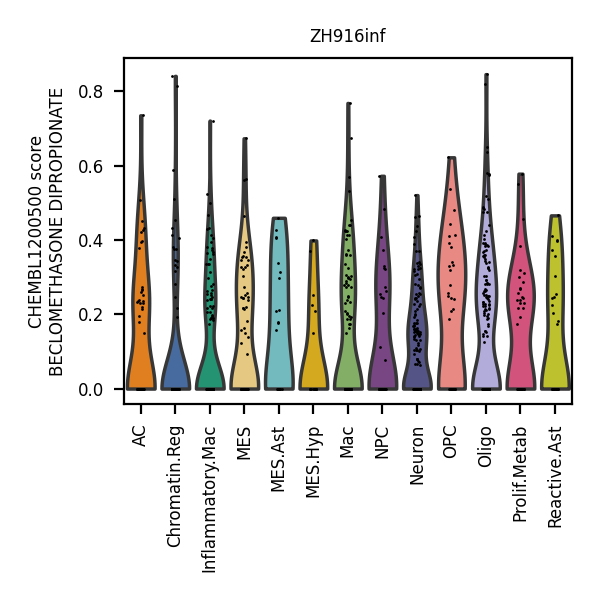 ZH916inf
CHEMBL1200500 score
BECLOMETHASONE DIPROPIONATE
0.8
0.6
0.4
0.2
0.0
AC
Chromatin.Reg
Inflammatory.Mac
MES
MES.Ast
MES.Hyp
Mac
NPC
Neuron
OPC
Oligo
Prolif.Metab
Reactive.Ast